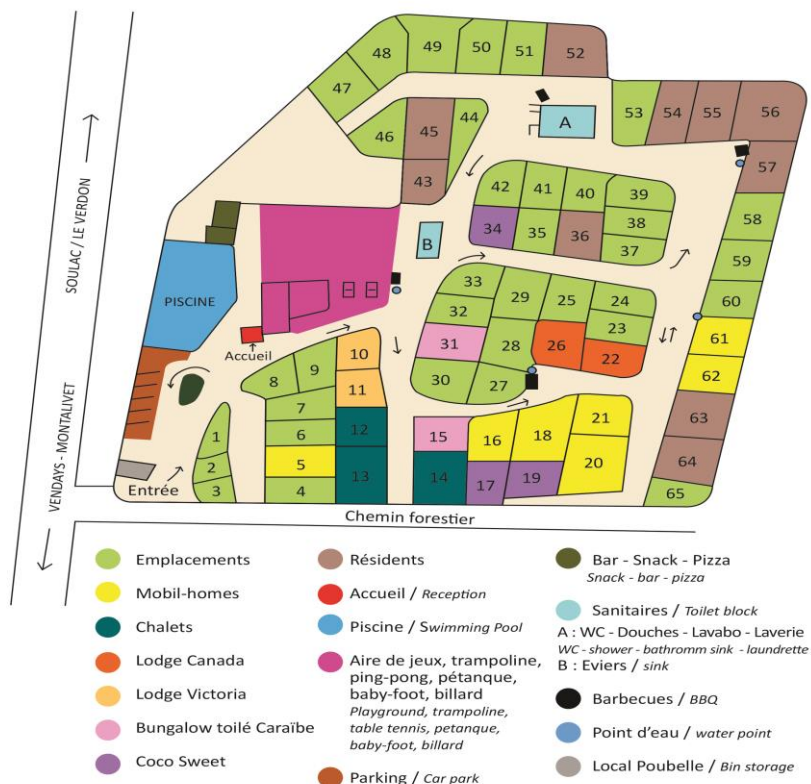 49
50
51
52
48
47
53
54
55
56
A
44
45
46
57
43
42
41
40
39
58
38
34
35
36
37
B
59
SOULAC / LE VERDON
PISCINE
33
29
25
24
60
32
23
61
31
28
26
22
Accueil
10
30
27
62
9
8
11
7
21
63
1
12
15
16
18
6
2
5
13
14
20
64
17
19
Entrée
3
4
65
VENDAYS - MONTALIVET
Chemin forestier
Emplacements
Mobil-homes
Chalets
Lodge Canada
Lodge Victoria
Bungalow toilé Caraïbe
Coco Sweet
Résidents
Accueil / Reception
Piscine / Swimming Pool
Aire de jeux, trampoline,
ping-pong, pétanque,
baby-foot, billard
Playground, trampoline,
table tennis, petanque,
baby-foot, billard
Parking / Car park
Bar - Snack - Pizza
Snack - bar - pizza
Sanitaires / Toilet block
A : WC - Douches - Lavabo - Laverie
WC - shower - bathromm sink - laundrette
B : Eviers / sink
Barbecues / BBQ
Point d'eau / water point
Local Poubelle / Bin storage